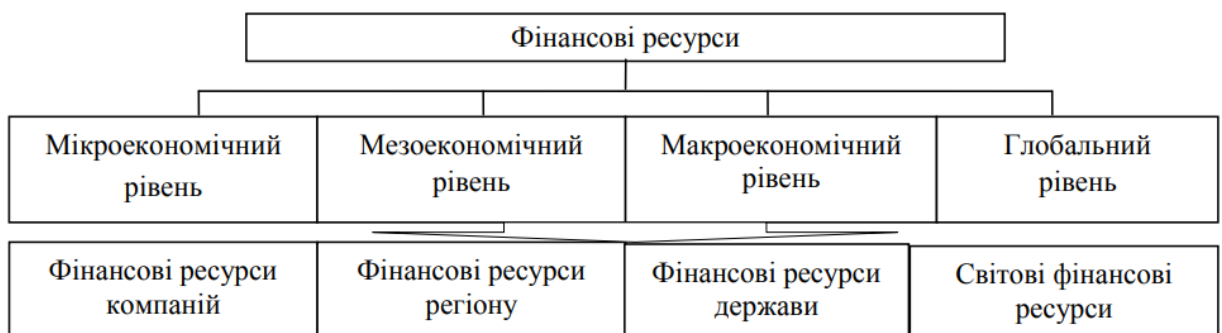 Фінансові ресурси
Мікроекономічний
рівень
Мезоекономічний
рівень
Макроекономічний
рівень
Глобальний
рівень
Фінансові ресурси
компаній
Фінансові ресурси
регіону
Фінансові ресурси
держави
Світові фінансові
ресурси